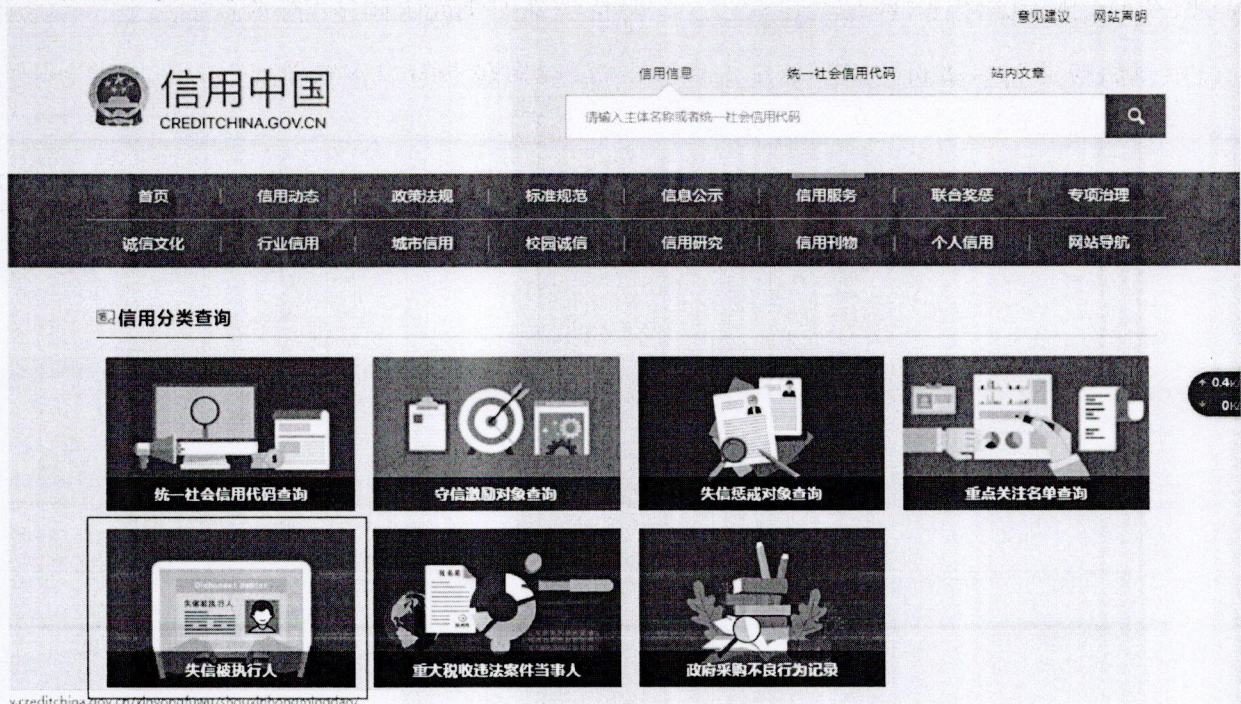 意见建议 网站声明
信用中国
CREDITCHINA.GOV.CN
信用信息 统一社会信用代码 站内文章
请输入主体名称或者统一社会信用代码
首页 信用动态 政策法规 标准规范 信息公示 信用服务 联合奖惩 专项治理
诚信文化 行业信用 城市信用 校园诚信 信用研究 信用刊物 个人信用 网站导航
信用分类查询
统一社会信用代码查询 守信激励对象查询 失信惩戒对象查询 重点关注名单查询
失信被执行人
失信被执行人 重大税收违法案件当事人 政府采购不良行为记录
0.4K
0K